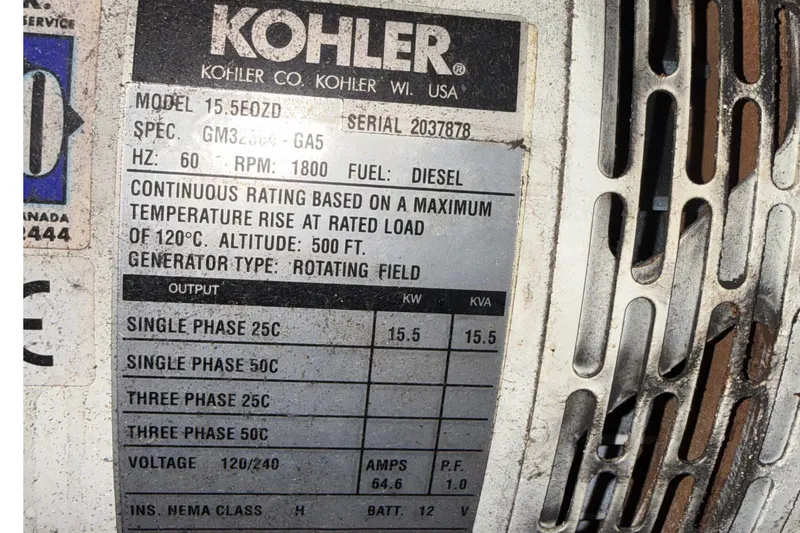 R.
SERVICE
0
ANADA
2444
CE
KOHLER®
KOHLER CO. KOHLER WI. USA
MODEL 15.5EOZD SERIAL 2037878
SPEC. - GA5
HZ: 60 RPM: 1800 FUEL: DIESEL
CONTINUOUS RATING BASED ON A MAXIMUM
TEMPERATURE RISE AT RATED LOAD
OF 120°C. ALTITUDE: 500 FT.
GENERATOR TYPE: ROTATING FIELD
OUTPUT KW KVA
SINGLE PHASE 25C 15.5 15.5
SINGLE PHASE 50C
THREE PHASE 25C
THREE PHASE 50C
VOLTAGE 120/240 AMPS P.F.
64.6 1.0
INS. NEMA CLASS H BATT. 12 V